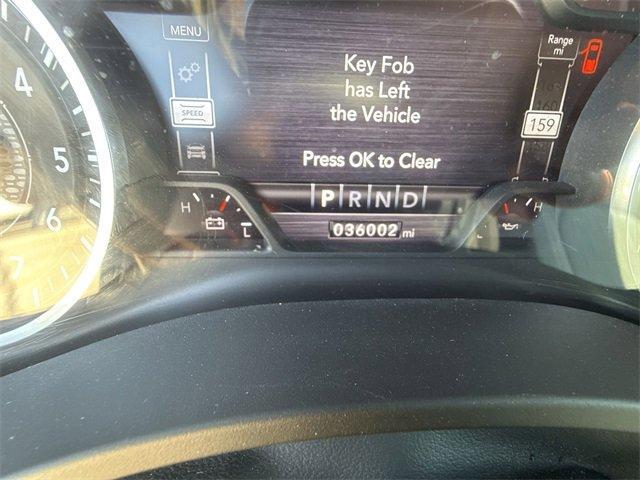 MENU
Key Fob
has Left
the Vehicle
Press OK to Clear
SPEED
Range
mi
160
159
4
5
6
7
P R N D
H
L
H
L
036002 mi